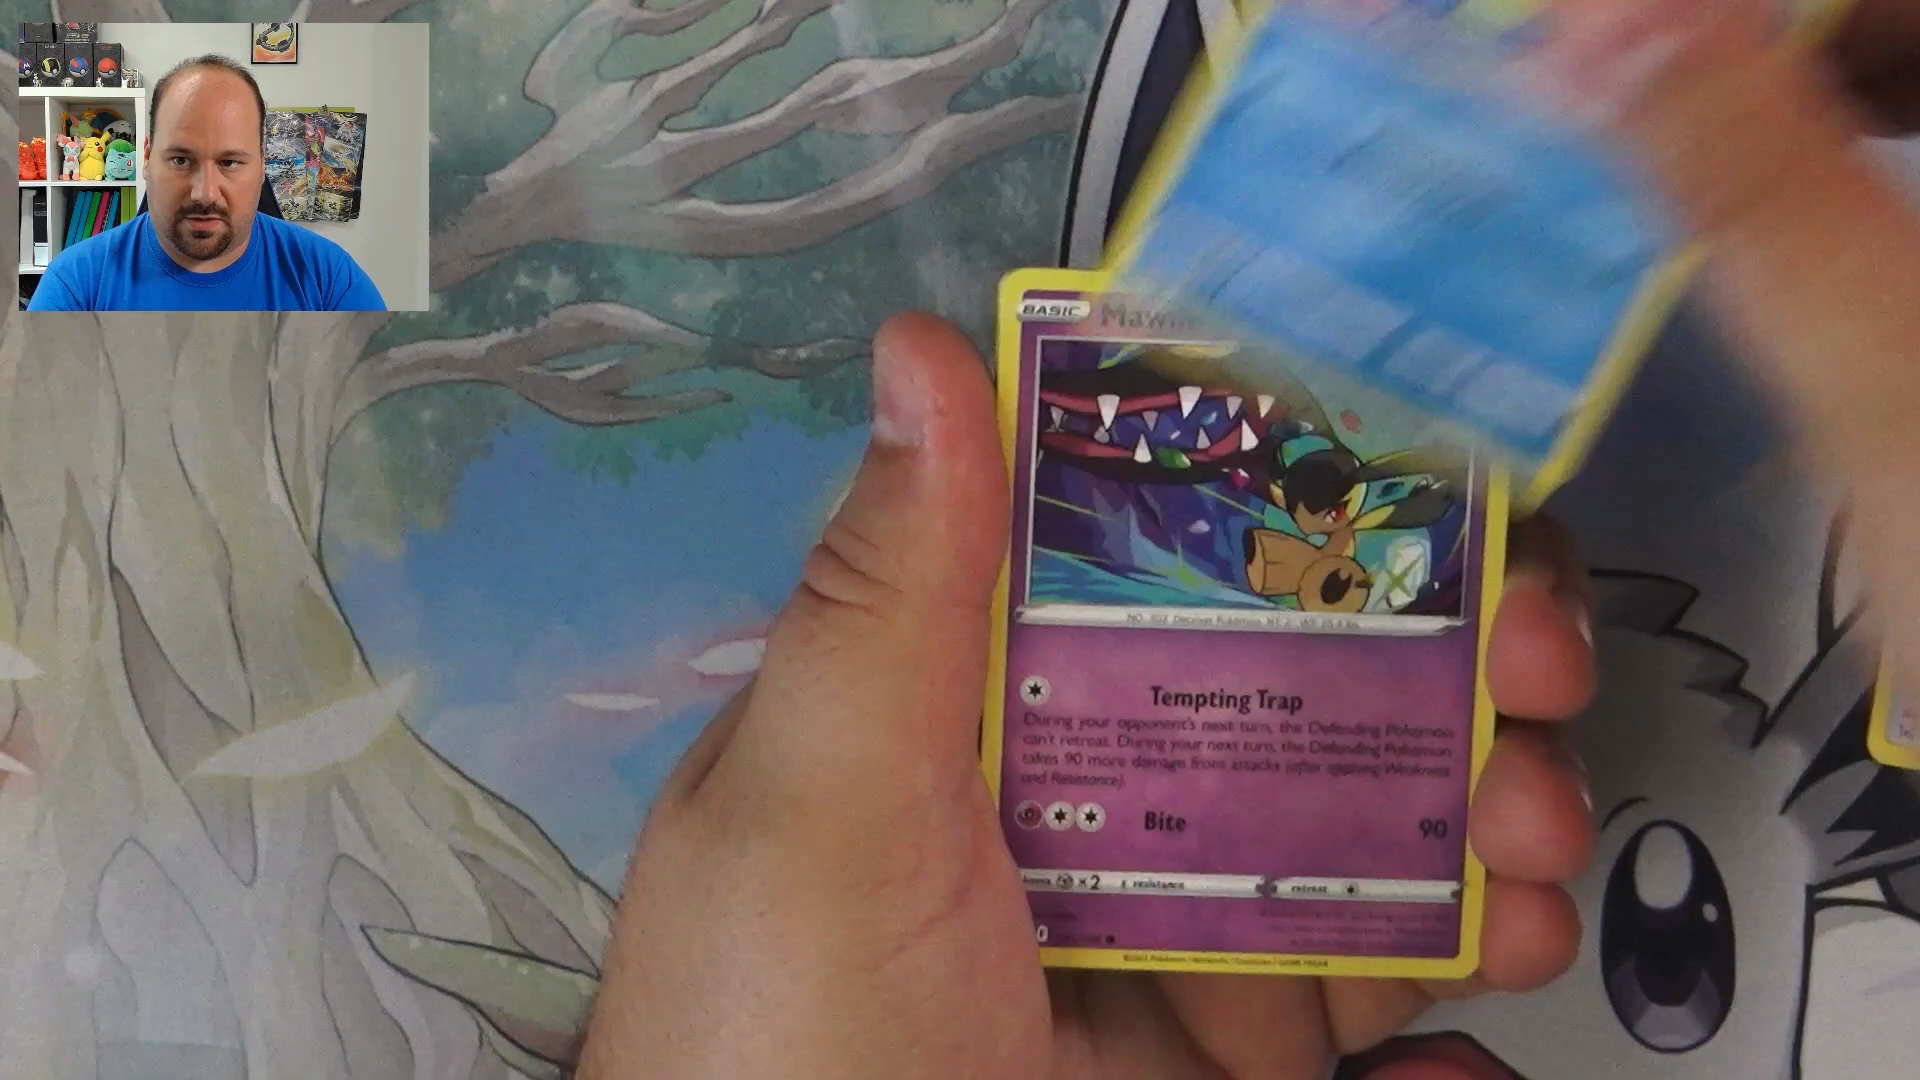 BASIC Mawile
Tempting Trap
During your opponent's next turn, the Defending Pokémon
can't retreat. During your next turn, the Defending Pokémon
takes 90 more damage from attacks (after applying Weakness
and Resistance).
Bite 90
×2 resistance retreat